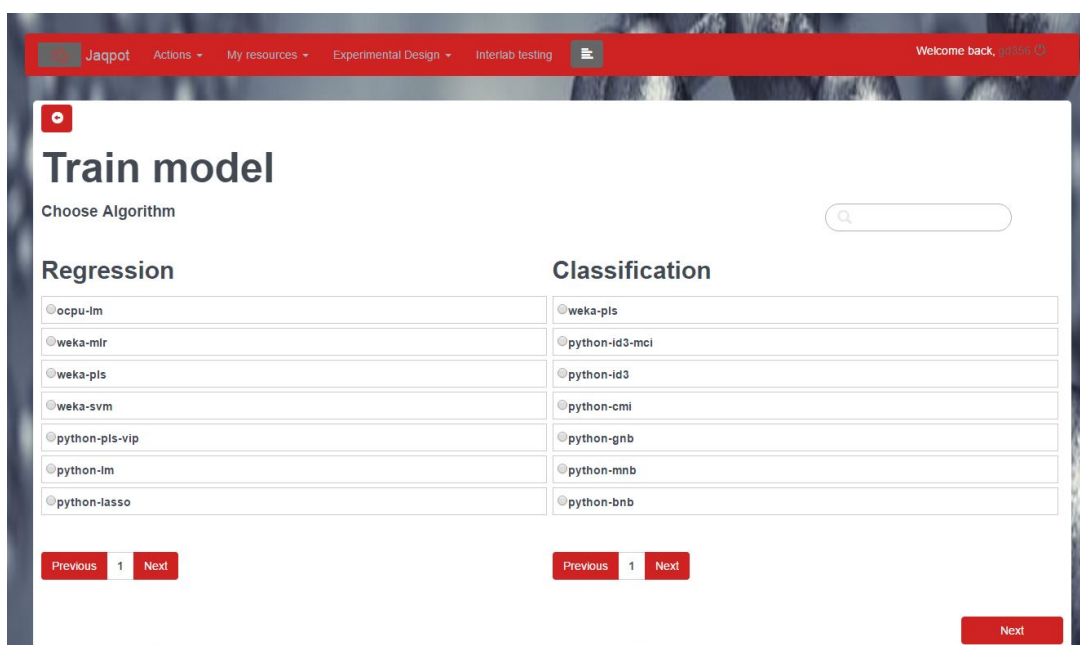 Jaqpot Actions My resources Experimental Design Interlab testing Welcome back, gd356
Train model
Choose Algorithm
Regression
ocpu-lm
weka-mlr
weka-pls
weka-svm
python-pls-vip
python-lm
python-lasso
Previous 1 Next
Classification
weka-pls
python-id3-mci
python-id3
python-cmi
python-gnb
python-mnb
python-bnb
Previous 1 Next
Next